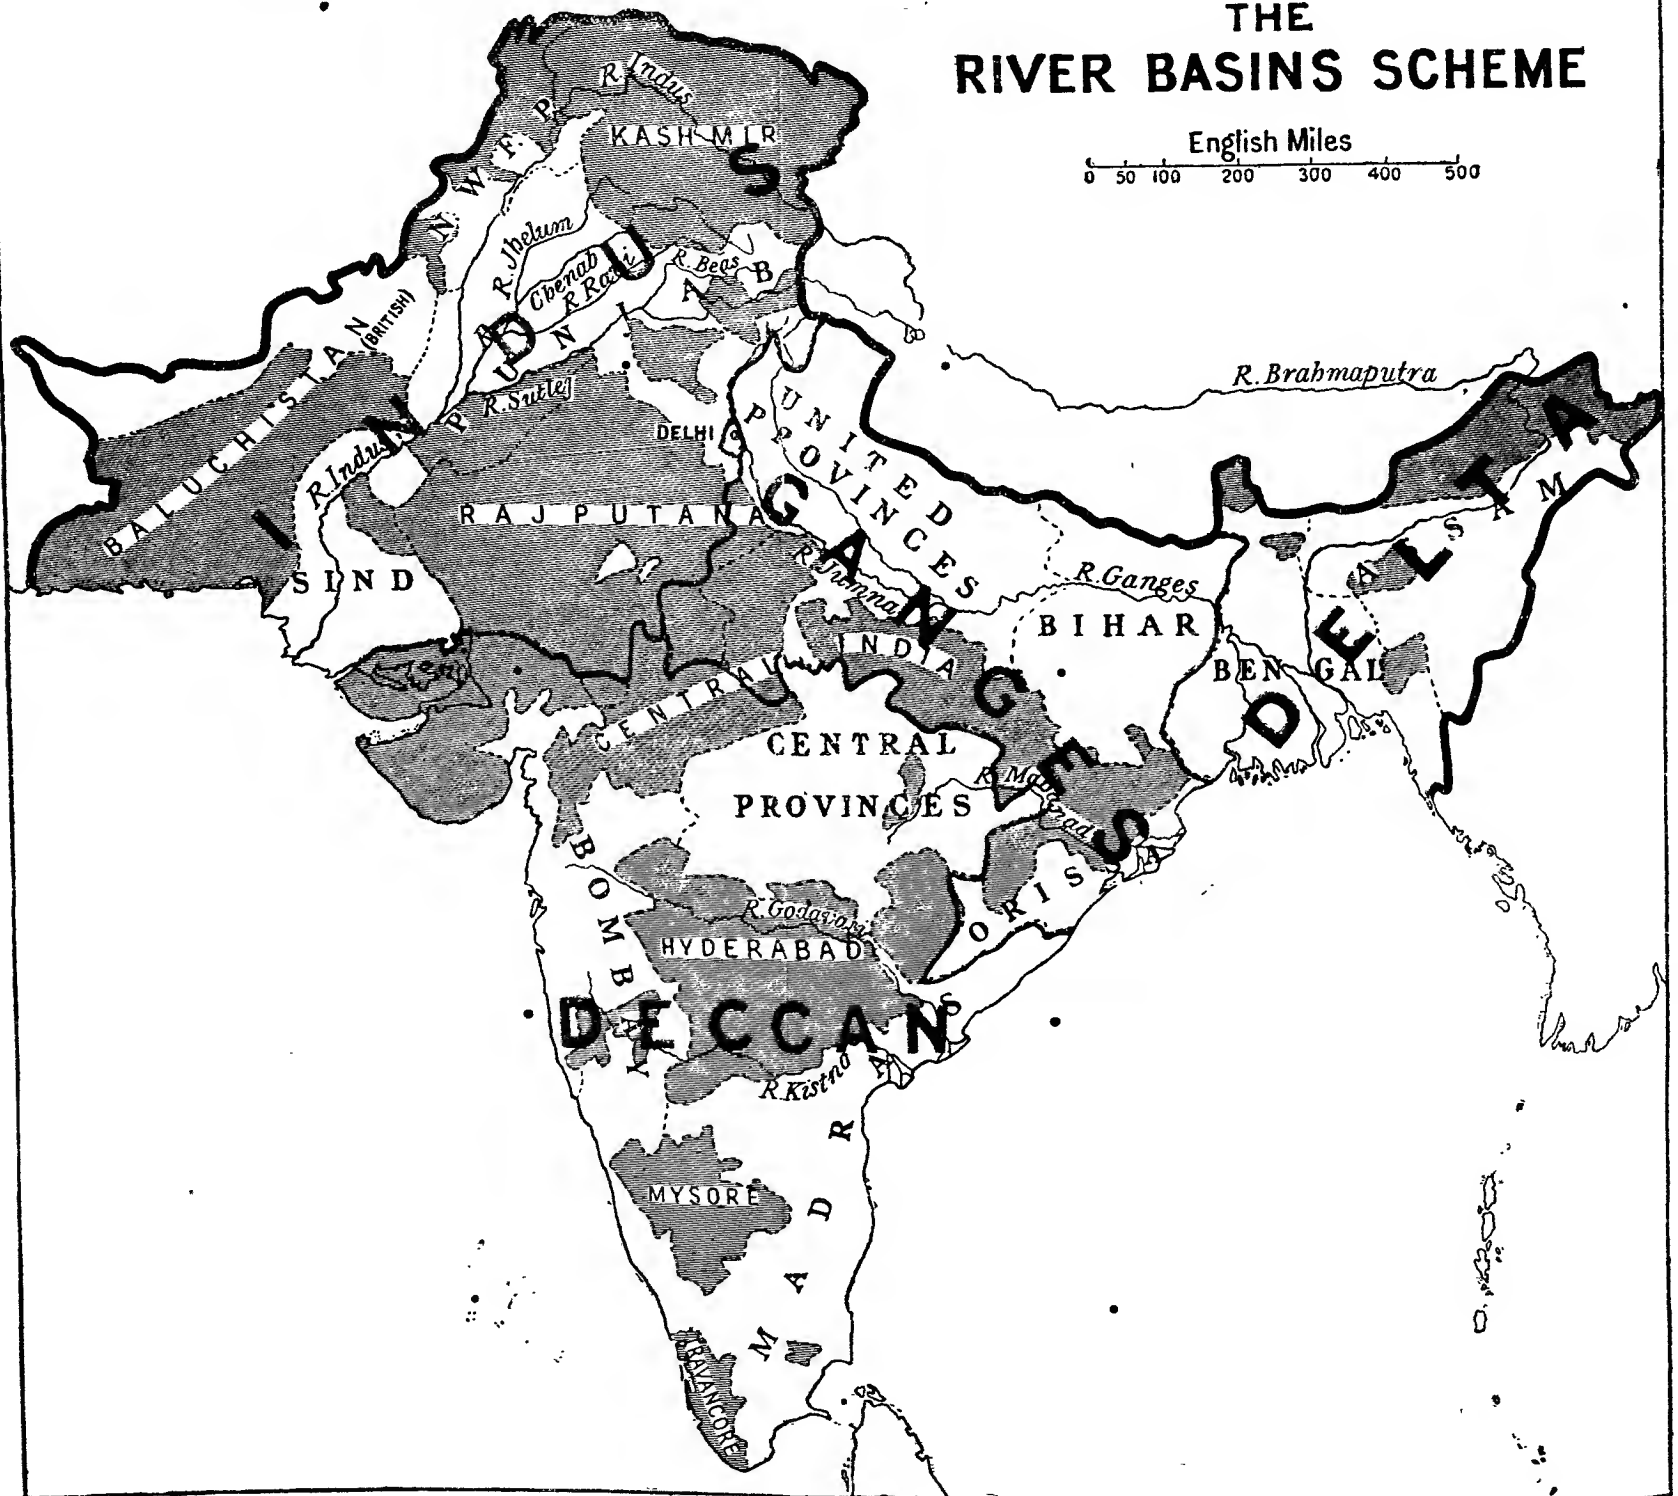 THE
RIVER BASINS SCHEME
English Miles
0 50 100 200 300 400 500
R. Indus
KASHMIR
N. W. F. P.
R. Jhelum
Chenab
R Ravi
R. Beas
PUNJAB
(BRITISH)
BALUCHISTAN
R. Sutlej
R. Indus
INDUS
DELHI
UNITED
PROVINCES
R. Brahmaputra
RAJPUTANA
SIND
R. Jumna
R. Ganges
GANGES
BIHAR
ASSAM
DELTA
BENGAL
CENTRAL INDIA
CENTRAL
PROVINCES
R. Mahanadi
ORISSA
BOMBAY
R. Godavari
HYDERABAD
DECCAN
R. Kistna
MADRAS
MYSORE
TRAVANCORE